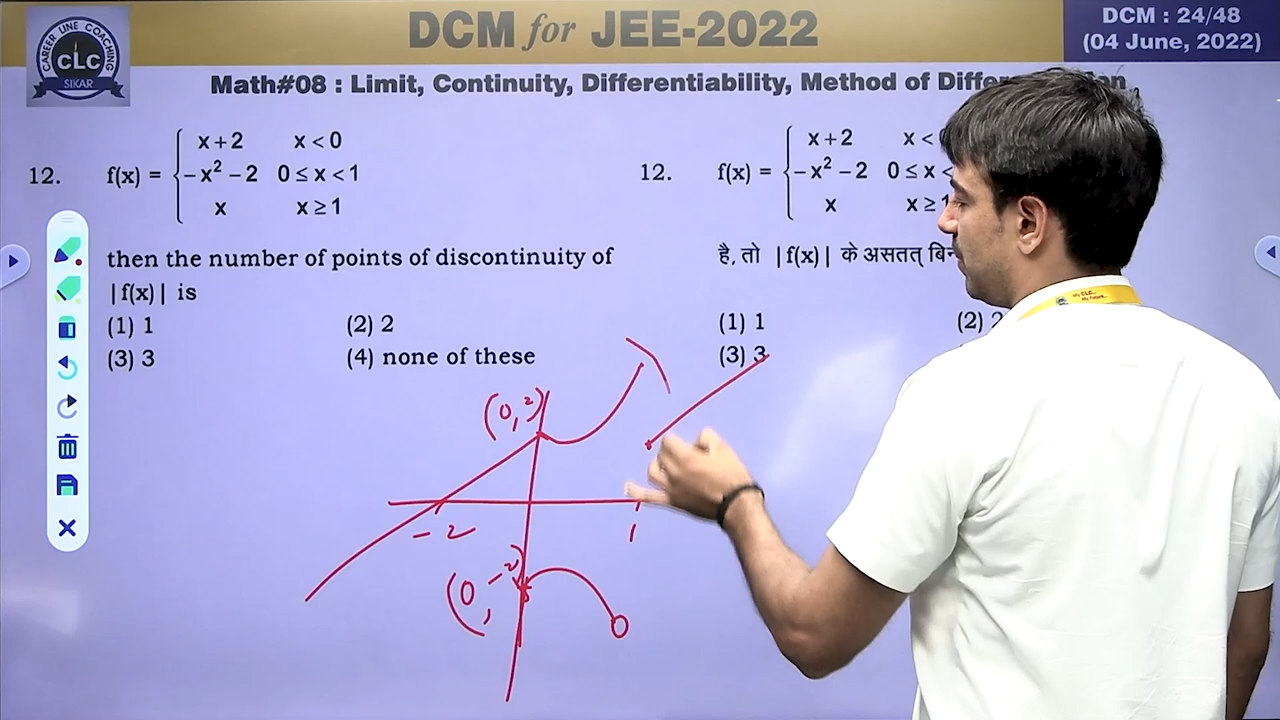 CAREER LINE COACHING
CLC
SIKAR
DCM for JEE-2022
DCM : 24/48
(04 June, 2022)
Math#08 : Limit, Continuity, Differentiability, Method of
12. f(x) = { x+2 x<0
-x² -2 0≤x<1
x x≥1
then the number of points of discontinuity of
|f(x)| is
(1) 1 (2) 2
(3) 3 (4) none of these
12. f(x) = { x+2 x<
-x² -2 0≤x<
x x≥1
है, तो |f(x)| के असतत्
(1) 1 (2) 2
(3) 3
(0,2)
-2
1
(0,-2)